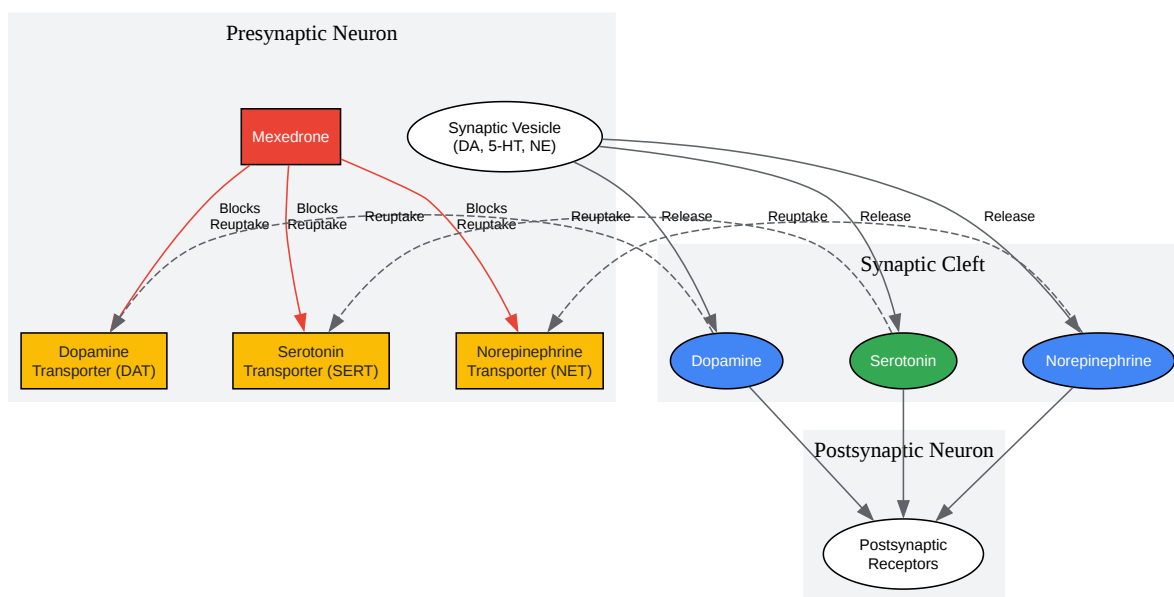 Presynaptic Neuron
Mexedrone
Synaptic Vesicle
(DA, 5-HT, NE)
Blocks
Reuptake
Blocks
Reuptake
Reuptake
Blocks
Reuptake
Reuptake
Release
Reuptake
Release
Release
Synaptic Cleft
Dopamine
Transporter (DAT)
Serotonin
Transporter (SERT)
Norepinephrine
Transporter (NET)
Dopamine
Serotonin
Norepinephrine
Postsynaptic Neuron
Postsynaptic
Receptors